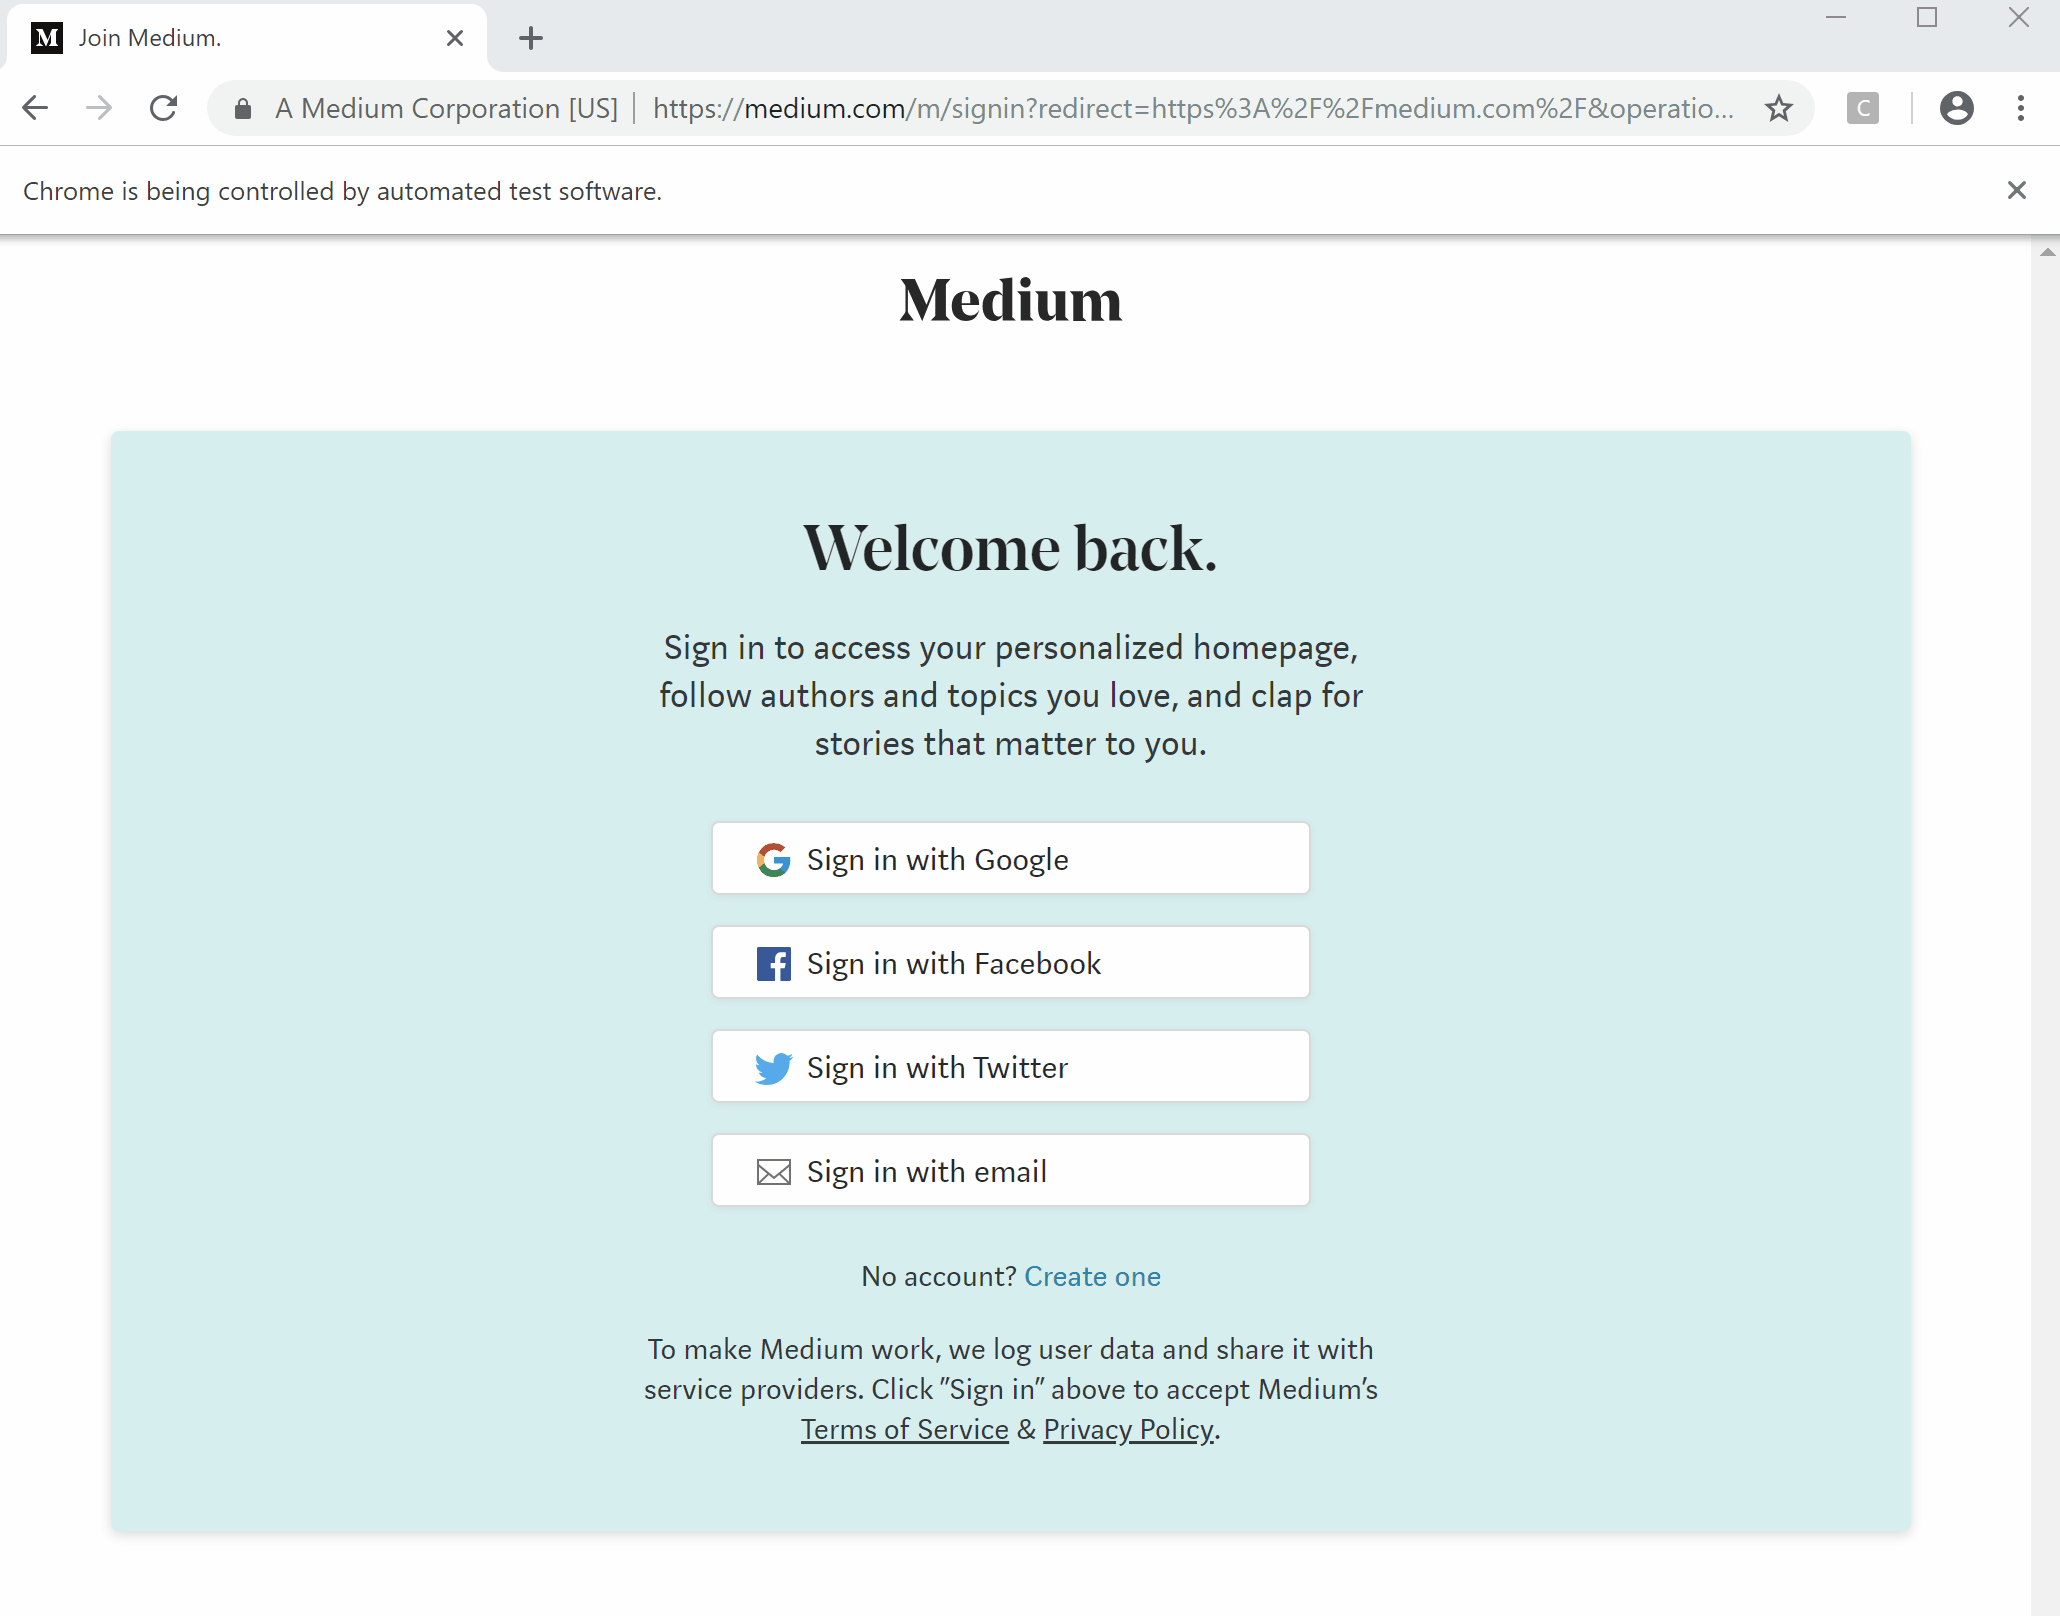 M Join Medium.
A Medium Corporation [US] https://medium.com/m/signin?redirect=https%3A%2F%2Fmedium.com%2F&operatio...
C
Chrome is being controlled by automated test software.
Medium
Welcome back.
Sign in to access your personalized homepage,
follow authors and topics you love, and clap for
stories that matter to you.
G Sign in with Google
f Sign in with Facebook
Sign in with Twitter
Sign in with email
No account? Create one
To make Medium work, we log user data and share it with
service providers. Click "Sign in" above to accept Medium's
Terms of Service & Privacy Policy.